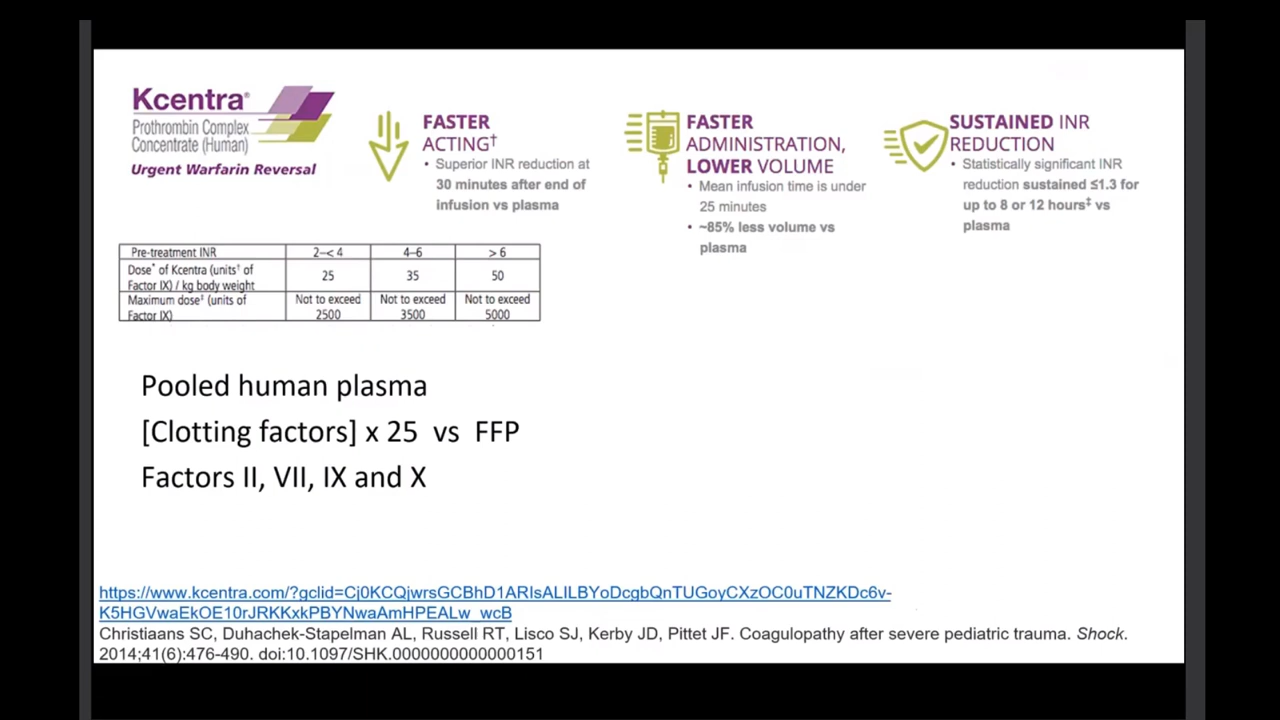 Kcentra®
Prothrombin Complex
Concentrate (Human)
Urgent Warfarin Reversal
FASTER
ACTING†
• Superior INR reduction at
30 minutes after end of
infusion vs plasma
FASTER
ADMINISTRATION,
LOWER VOLUME
• Mean infusion time is under
25 minutes
• ~85% less volume vs
plasma
SUSTAINED INR
REDUCTION
• Statistically significant INR
reduction sustained ≤1.3 for
up to 8 or 12 hours‡ vs
plasma
Pre-treatment INR 2–< 4 4–6 > 6
Dose* of Kcentra (units† of
Factor IX) / kg body weight 25 35 50
Maximum dose‡ (units of
Factor IX) Not to exceed 2500 Not to exceed 3500 Not to exceed 5000
Pooled human plasma
[Clotting factors] x 25 vs FFP
Factors II, VII, IX and X
https://www.kcentra.com/?gclid=Cj0KCQjwrsGCBhD1ARIsALILBYoDcgbQnTUGoyCXzOC0uTNZKDc6v-
K5HGVwaEkOE10rJRKKxkPBYNwaAmHPEALw_wcB
Christiaans SC, Duhachek-Stapelman AL, Russell RT, Lisco SJ, Kerby JD, Pittet JF. Coagulopathy after severe pediatric trauma. Shock.
2014;41(6):476-490. doi:10.1097/SHK.0000000000000151